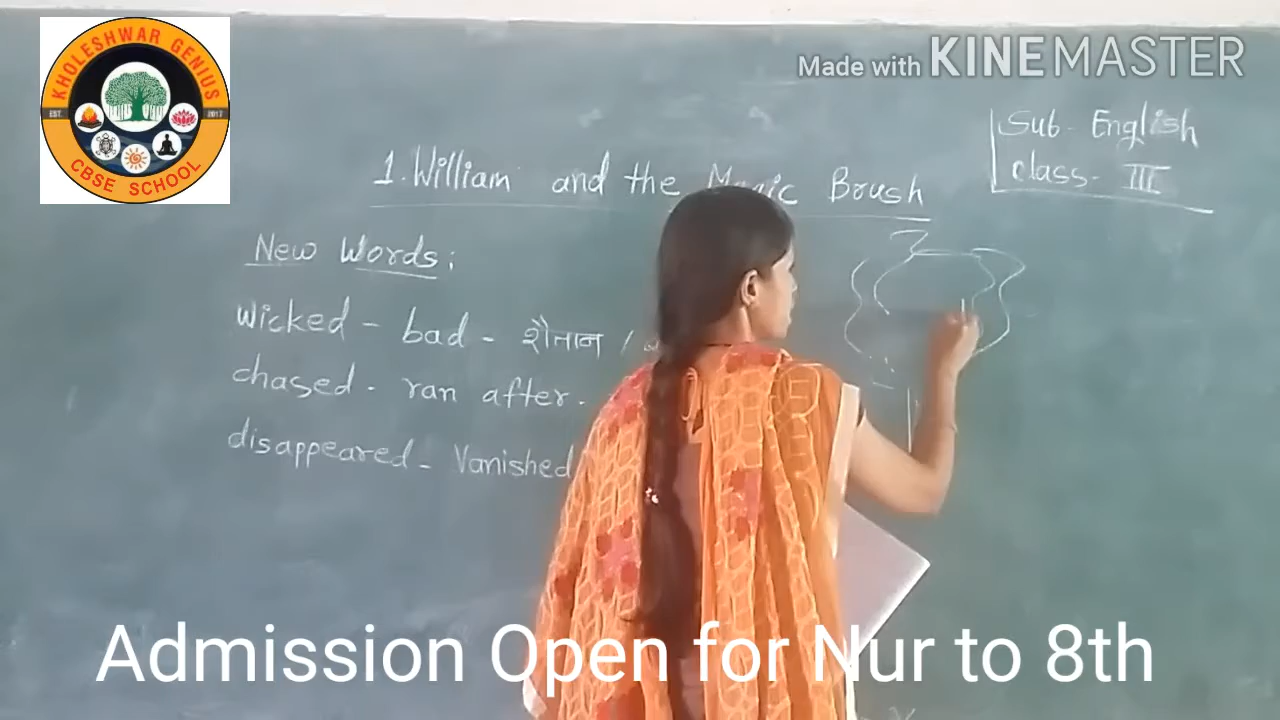 KHOLESHWAR GENIUS
EST. 2017
CBSE SCHOOL
Made with KINEMASTER
Sub - English
Class - III
1. William and the Magic Brush
New Words:
Wicked - bad - शैतान /
chased - ran after.
disappeared - Vanished
Admission Open for Nur to 8th